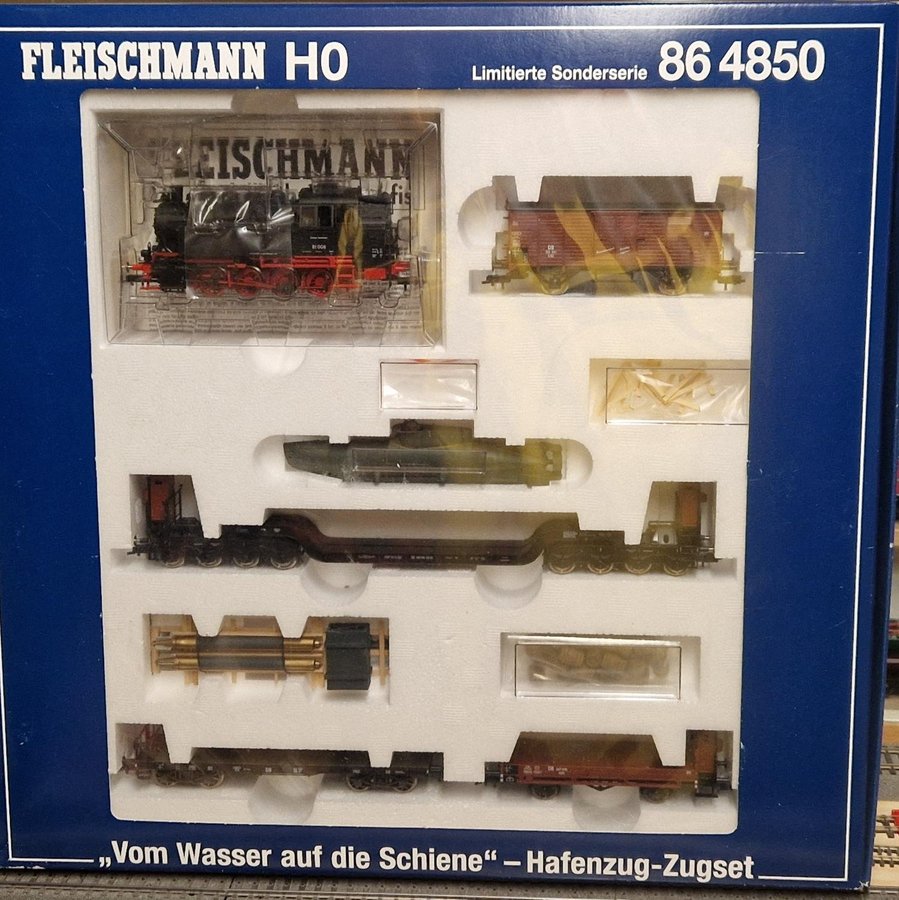 FLEISCHMANN HO
Limitierte Sonderserie 86 4850
FLEISCHMANN
„Vom Wasser auf die Schiene“ – Hafenzug-Zugset